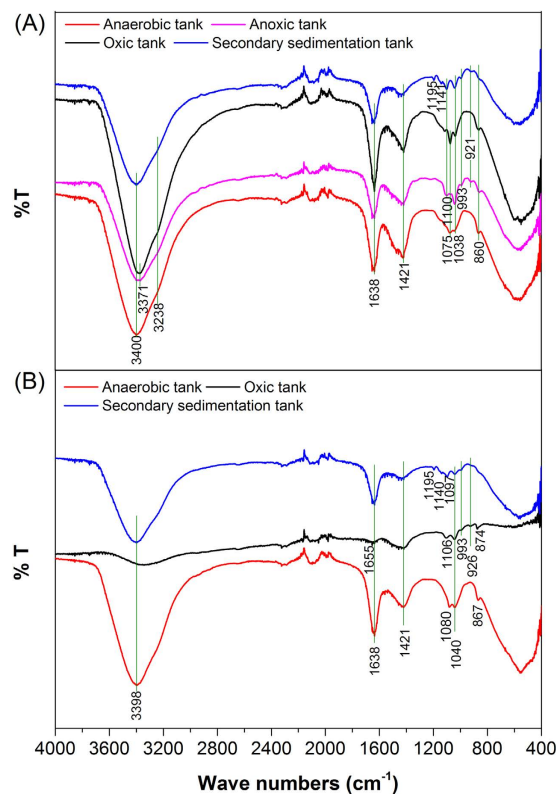 (A)
Anaerobic tank Anoxic tank
Oxic tank Secondary sedimentation tank
%T
3400
3371
3238
1638
1421
1195
1141
1100
1075
1038
993
921
860
(B)
Anaerobic tank Oxic tank
Secondary sedimentation tank
% T
3398
1655
1638
1421
1195
1140
1097
1106
1080
1040
993
926
874
867
4000 3600 3200 2800 2400 2000 1600 1200 800 400
Wave numbers (cm-1)